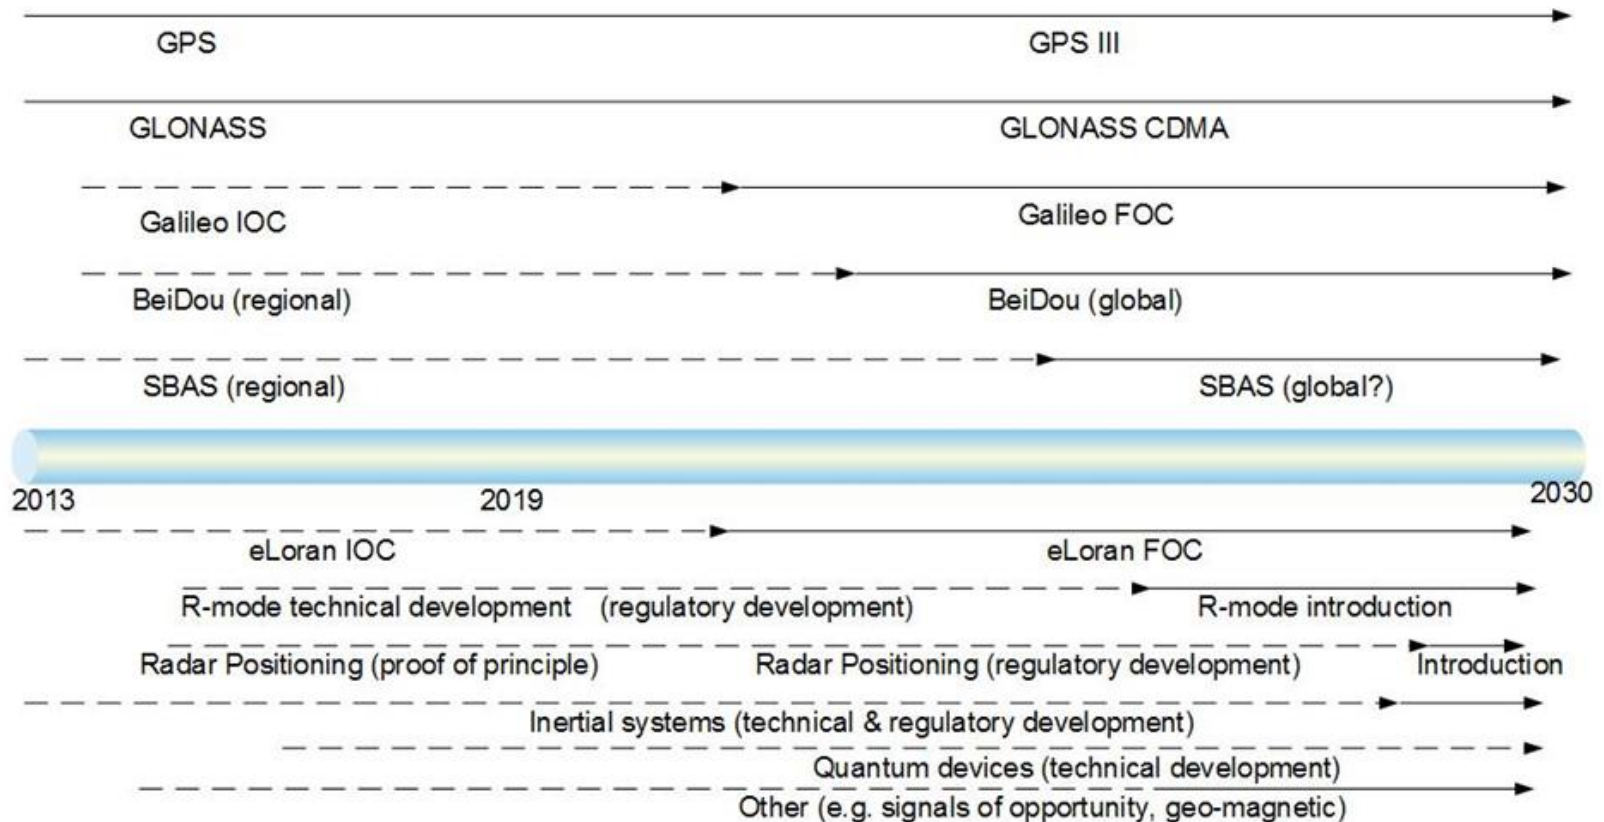 GPS GPS III
GLONASS GLONASS CDMA
Galileo IOC Galileo FOC
BeiDou (regional) BeiDou (global)
SBAS (regional) SBAS (global?)
2013 2019 2030
eLoran IOC eLoran FOC
R-mode technical development (regulatory development) R-mode introduction
Radar Positioning (proof of principle) Radar Positioning (regulatory development) Introduction
Inertial systems (technical & regulatory development)
Quantum devices (technical development)
Other (e.g. signals of opportunity, geo-magnetic)